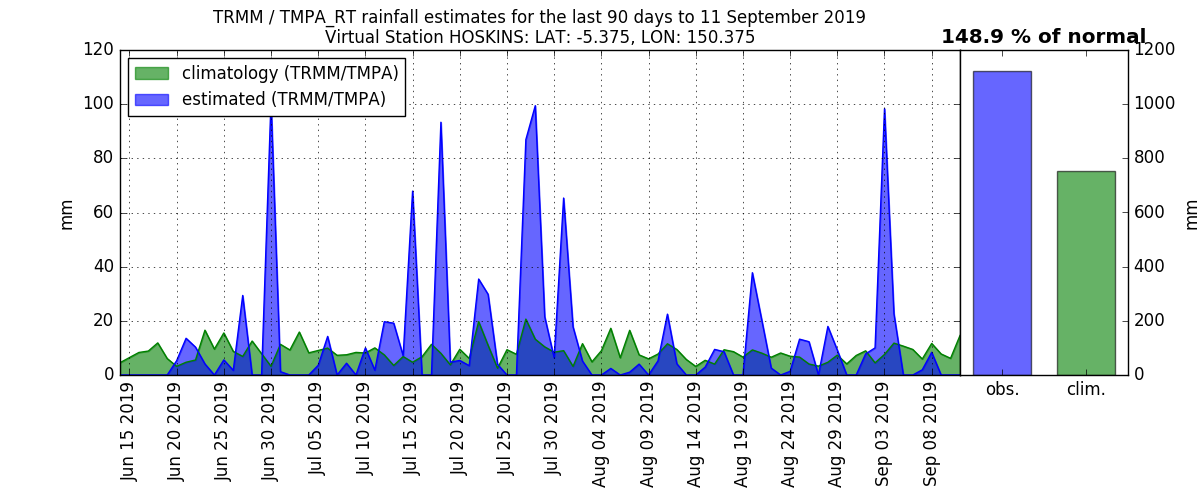 TRMM / TMPA_RT rainfall estimates for the last 90 days to 11 September 2019
Virtual Station HOSKINS: LAT: -5.375, LON: 150.375
148.9 % of normal
climatology (TRMM/TMPA)
estimated (TRMM/TMPA)
120
100
80
60
40
20
0
mm
1200
1000
800
600
400
200
0
mm
Jun 15 2019
Jun 20 2019
Jun 25 2019
Jun 30 2019
Jul 05 2019
Jul 10 2019
Jul 15 2019
Jul 20 2019
Jul 25 2019
Jul 30 2019
Aug 04 2019
Aug 09 2019
Aug 14 2019
Aug 19 2019
Aug 24 2019
Aug 29 2019
Sep 03 2019
Sep 08 2019
obs.
clim.